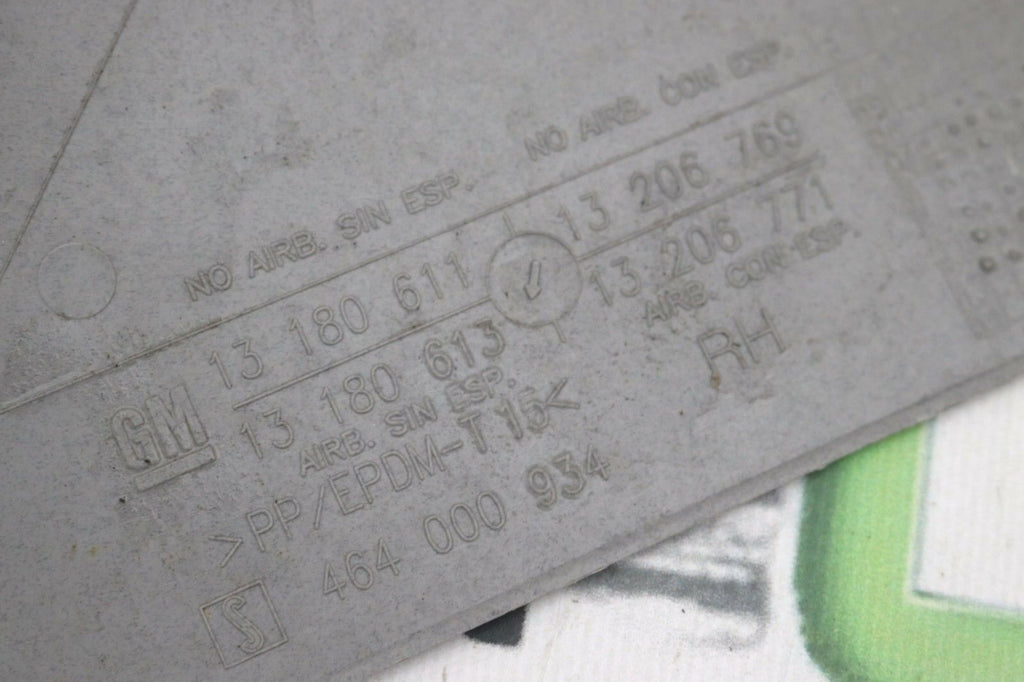 NO AIRB. SIN ESP.
NO AIRB. CON ESP.
13 180 611
13 206 769
13 180 613
13 206 771
AIRB. SIN ESP.
AIRB. CON ESP.
GM
>PP/EPDM-T15<
RH
464 000 934
S